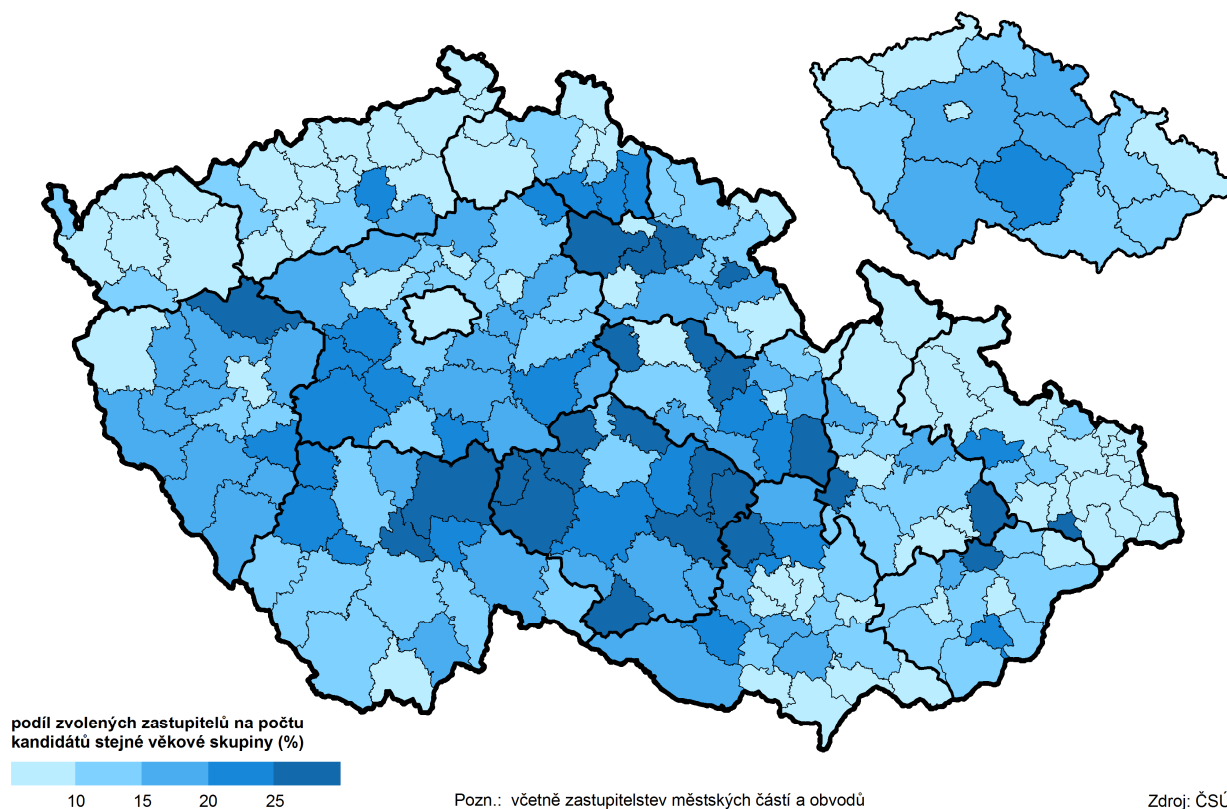 podíl zvolených zastupitelů na počtu
kandidátů stejné věkové skupiny (%)
10 15 20 25
Pozn.: včetně zastupitelstev městských částí a obvodů
Zdroj: ČSÚ